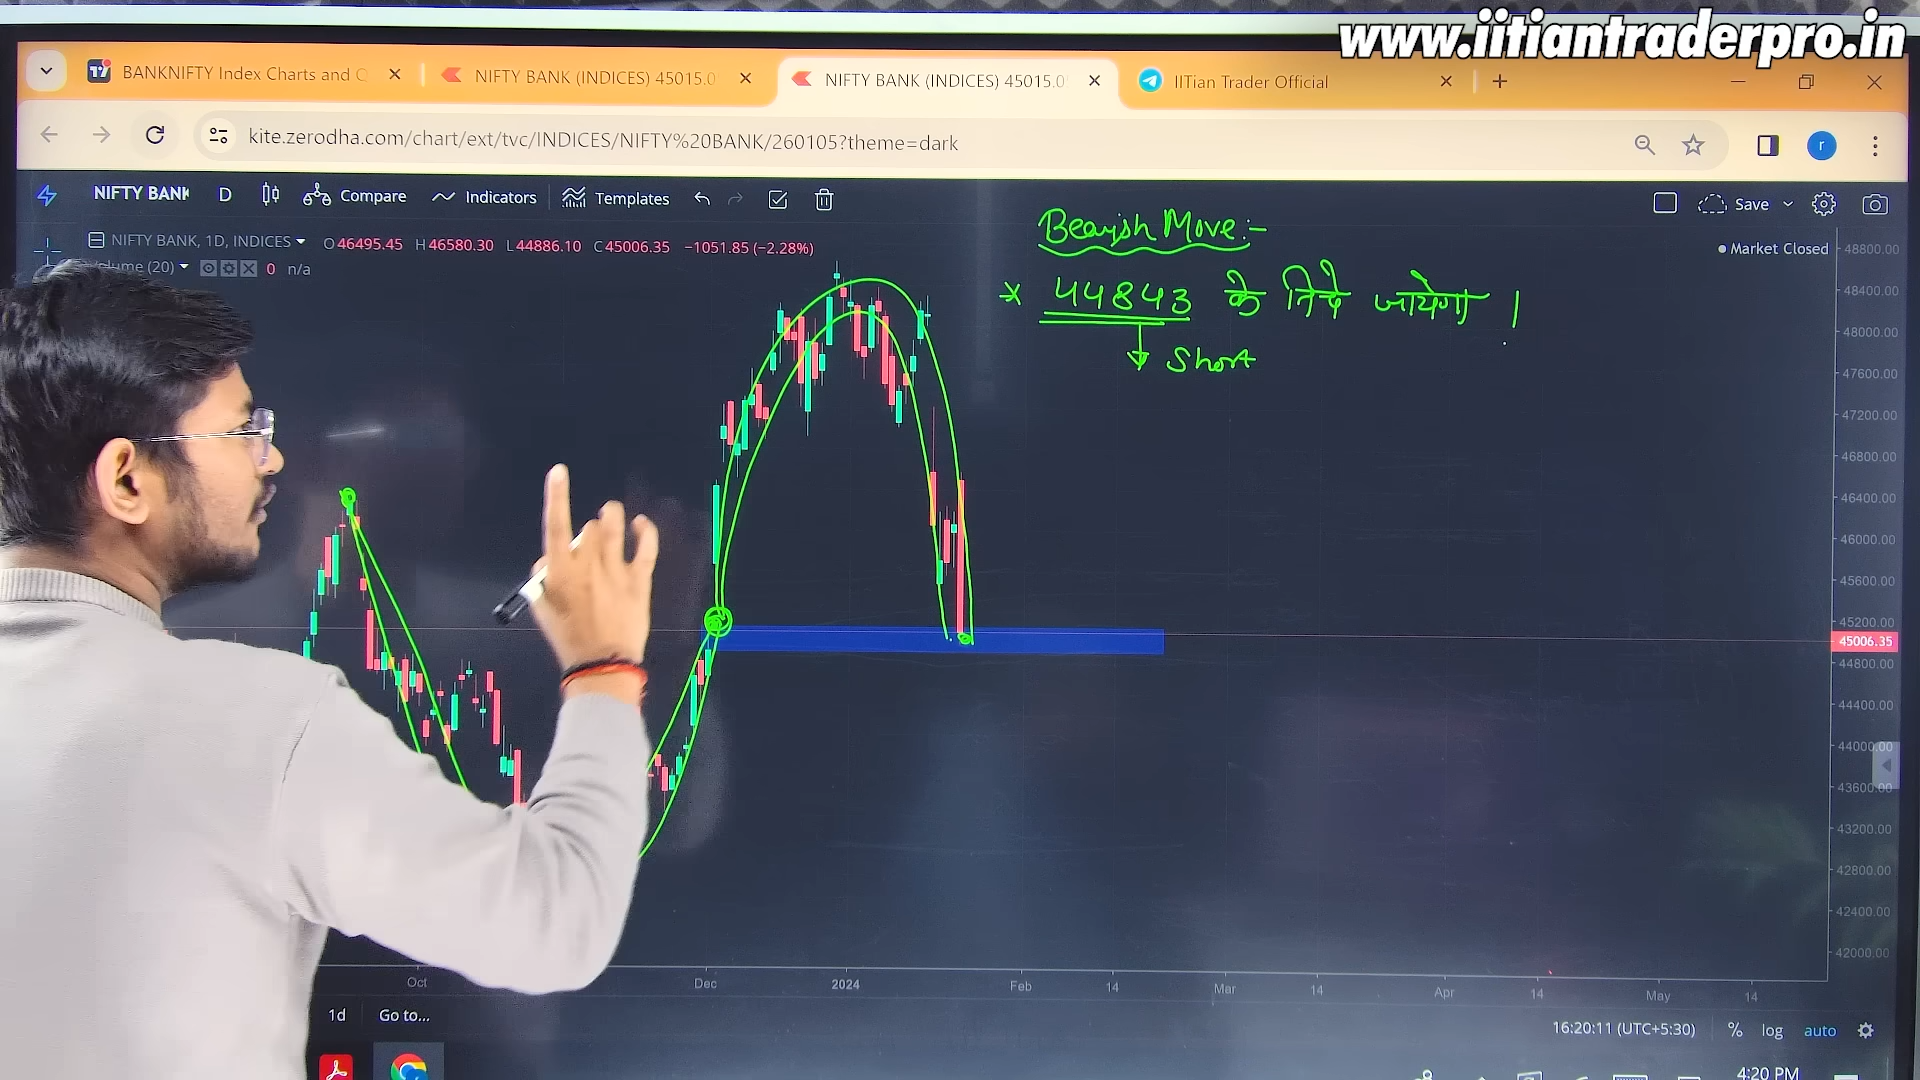 www.iitiantraderpro.in
BANKNIFTY Index Charts and Q
NIFTY BANK (INDICES) 45015.0
NIFTY BANK (INDICES) 45015.0
IITian Trader Official
kite.zerodha.com/chart/ext/tvc/INDICES/NIFTY%20BANK/260105?theme=dark
r
NIFTY BANK D Compare Indicators Templates Save
NIFTY BANK, 1D, INDICES O46495.45 H46580.30 L44886.10 C45006.35 −1051.85 (−2.28%)
Market Closed
olume (20) 0 n/a
Bearish Move:-
* 44843 के निचे जायेगा ।
Short
48800.00
48400.00
48000.00
47600.00
47200.00
46800.00
46400.00
46000.00
45600.00
45200.00
45006.35
44800.00
44400.00
44000.00
43600.00
43200.00
42800.00
42400.00
42000.00
Oct Dec 2024 Feb 14 Mar 14 Apr 14 May 14
1d Go to...
16:20:11 (UTC+5:30) % log auto
4:20 PM